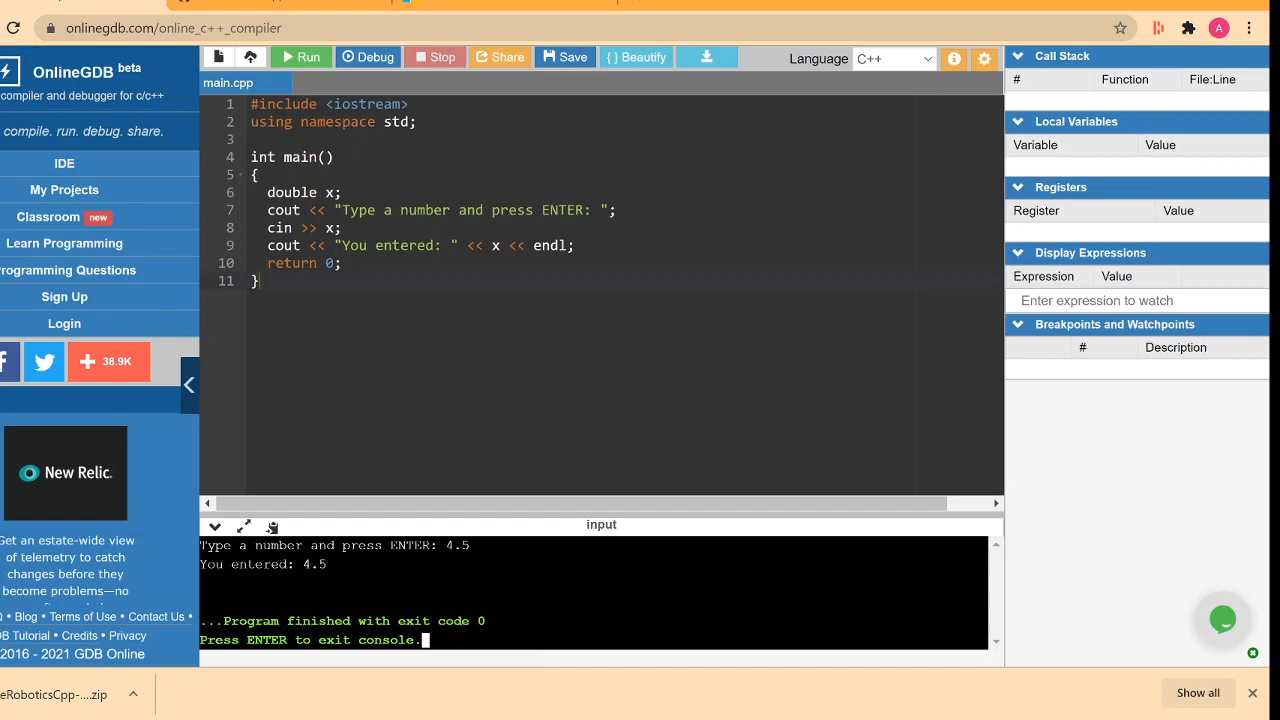 onlinegdb.com/online_c++_compiler
A
OnlineGDB beta
compiler and debugger for c/c++
compile. run. debug. share.
IDE
My Projects
Classroom new
Learn Programming
Programming Questions
Sign Up
Login
f
+ 38.9K
New Relic.
Get an estate-wide view
of telemetry to catch
changes before they
become problems—no
Q • Blog • Terms of Use • Contact Us •
DB Tutorial • Credits • Privacy
2016 - 2021 GDB Online
Run
Debug
Stop
Share
Save
{ } Beautify
Language C++
main.cpp
1 #include <iostream>
2 using namespace std;
3
4 int main()
5 {
6 double x;
7 cout << "Type a number and press ENTER: ";
8 cin >> x;
9 cout << "You entered: " << x << endl;
10 return 0;
11 }
input
Type a number and press ENTER: 4.5
You entered: 4.5
...Program finished with exit code 0
Press ENTER to exit console.
Call Stack
# Function File:Line
Local Variables
Variable Value
Registers
Register Value
Display Expressions
Expression Value
Enter expression to watch
Breakpoints and Watchpoints
# Description
eRoboticsCpp-....zip
Show all